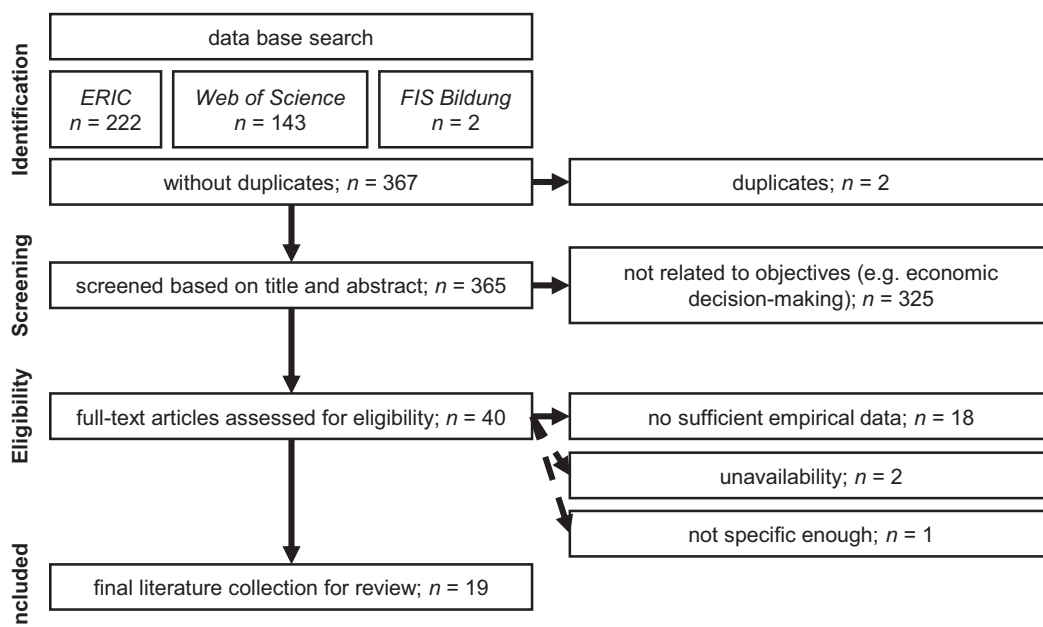 Identification
data base search
ERIC
n = 222
Web of Science
n = 143
FIS Bildung
n = 2
without duplicates; n = 367
duplicates; n = 2
Screening
screened based on title and abstract; n = 365
not related to objectives (e.g. economic
decision-making); n = 325
Eligibility
full-text articles assessed for eligibility; n = 40
no sufficient empirical data; n = 18
unavailability; n = 2
not specific enough; n = 1
ncluded
final literature collection for review; n = 19